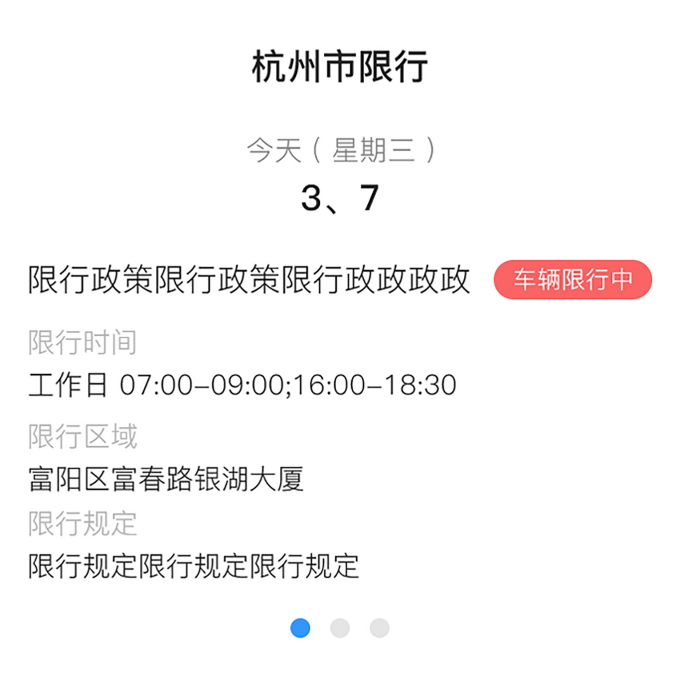 杭州市限行
今天（星期三）
3、7
限行政策限行政策限行政政政政
车辆限行中
限行时间
工作日 07:00-09:00;16:00-18:30
限行区域
富阳区富春路银湖大厦
限行规定
限行规定限行规定限行规定